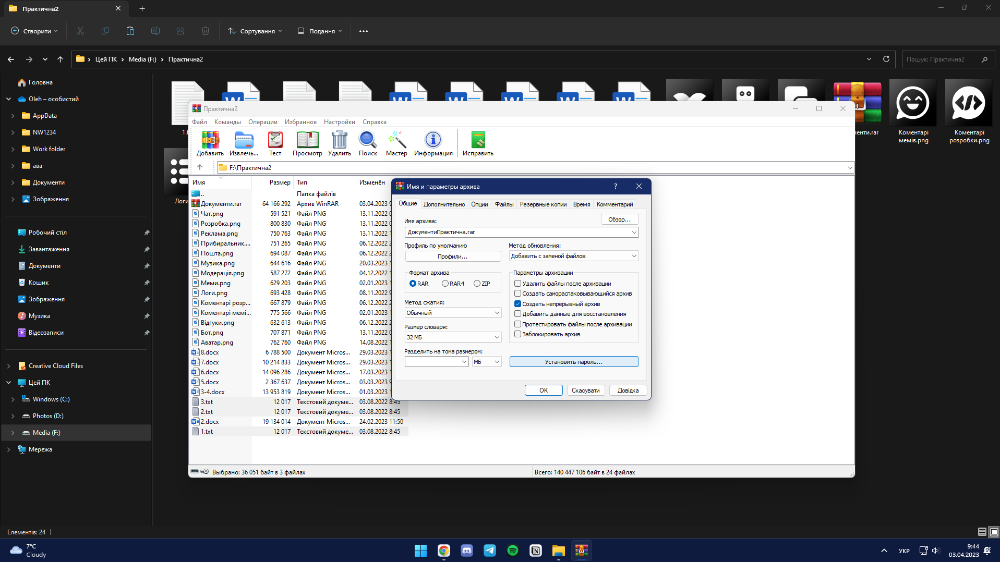 Практична2
Створити
Сортування
Подання
Цей ПК
Media (F:)
Практична2
Пошук: Практична2
Головна
Oleh – особистий
AppData
NW1234
Work folder
ава
Документи
Зображення
Робочий стіл
Завантаження
Документи
Кошик
Зображення
Музика
Відеозаписи
Creative Cloud Files
Цей ПК
Windows (C:)
Photos (D:)
Media (F:)
Мережа
Коментарі
мемів.png
Коментарі
розробки.png
Практична2
Файл Команды Операции Избранное Настройки Справка
Добавить Извлечь... Тест Просмотр Удалить Поиск Мастер Информация Исправить
F:\Практична2
Имя Размер Тип Изменён
.. Папка файлів
Документи.rar 64 166 292 Архив WinRAR 03.04.2023 9
Чат.png 591 521 Файл PNG 13.11.2022
Розробка.png 800 830 Файл PNG 13.11.2022
Реклама.png 750 763 Файл PNG 13.11.2022 1
Прибиральник.... 751 265 Файл PNG 06.12.2022 2
Пошта.png 694 087 Файл PNG 06.12.2022 2
Музика.png 644 616 Файл PNG 20.03.2023 1
Модерація.png 587 272 Файл PNG 04.12.2022 1
Меми.png 629 203 Файл PNG 02.01.2023 1
Логи.png 693 428 Файл PNG 08.11.2022 9
Коментарі розр... 667 879 Файл PNG 06.12.2022 2
Коментарі мемі... 775 566 Файл PNG 02.01.2023 1
Відгуки.png 632 613 Файл PNG 06.12.2022 2
Бот.png 707 871 Файл PNG 13.11.2022
Аватар.png 762 760 Файл PNG 14.08.2022 1
8.docx 6 788 500 Документ Micros... 29.03.2023 1
7.docx 10 214 833 Документ Micros... 29.03.2023 1
6.docx 14 096 286 Документ Micros... 17.03.2023 1
5.docx 2 367 637 Документ Micros... 03.03.2023 9
3-4.docx 13 953 819 Документ Micros... 01.03.2023 1
3.txt 12 017 Текстовий докуме... 03.08.2022 8:45
2.txt 12 017 Текстовий докуме... 03.08.2022 8:45
2.docx 19 134 014 Документ Micros... 24.02.2023 11:50
1.txt 12 017 Текстовий докуме... 03.08.2022 8:45
Выбрано: 36 051 байт в 3 файлах
Всего: 140 447 106 байт в 24 файлах
Имя и параметры архива
Общие Дополнительно Опции Файлы Резервные копии Время Комментарий
Имя архива:
Обзор...
ДокументиПрактична.rar
Профиль по умолчанию
Профили...
Метод обновления:
Добавить с заменой файлов
Формат архива
RAR RAR4 ZIP
Метод сжатия:
Обычный
Размер словаря:
32 МБ
Разделить на тома размером:
МБ
Параметры архивации
Удалить файлы после архивации
Создать самораспаковывающийся архив
Создать непрерывный архив
Добавить данные для восстановления
Протестировать файлы после архивации
Заблокировать архив
Установить пароль...
OK Скасувати Довідка
Елементів: 24
7°C
Cloudy
УКР
9:44
03.04.2023